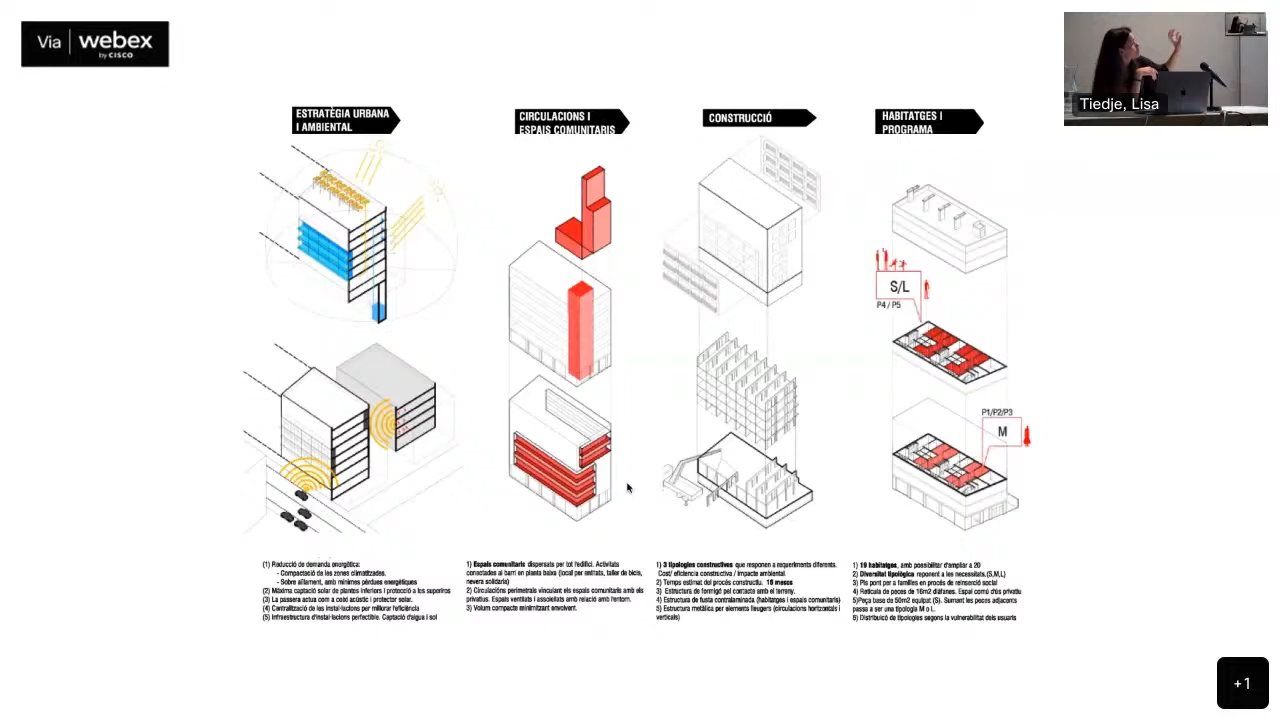 Via | webex
by CISCO
Tiedje, Lisa
ESTRATÈGIA URBANA
I AMBIENTAL
CIRCULACIONS I
ESPAIS COMUNITARIS
CONSTRUCCIÓ
HABITATGES I
PROGRAMA
S/L
P4 / P5
P1/P2/P3
M
(1) Reducció de demanda energètica:
- Compactació de les zones climatitzades.
- Sobre aïllament, amb mínimes pèrdues energètiques
(2) Màxima captació solar de plantes inferiors i protecció a les superiros
(3) La passera actua com a coixí acústic i protector solar.
(4) Centralització de les instal·lacions per millorar l'eficiència
(5) Infraestructura d'instal·lacions perfectible. Captació d'aigua i sol
1) Espais comunitaris dispersats per tot l'edifici. Activitats
conectades al barri en planta baixa (local per entitats, taller de bicis,
nevera solidaria)
2) Circulacions perimetrals vinculant els espais comunitaris amb els
privatius. Espais ventilats i assolellats amb relació amb l'entorn.
3) Volum compacte minimitzant envolvent.
1) 3 tipologies constructives que responen a requeriments diferents.
Cost/ eficiencia constructiva / impacte ambiental.
2) Temps estimat del procés constructiu. 16 mesos
3) Estructura de formigó pel contacte amb el terreny.
4) Estructura de fusta contralaminada (habitatges i espais comunitaris)
5) Estructura metàl·lica per elements lleugers (circulacions horitzontals i
verticals)
1) 19 habitatges, amb possibilitat d'ampliar a 20
2) Diversitat tipològica reponent a les necessitats.(S,M,L)
3) Pis pont per a famílies en procés de reinserció social
4) Retícula de peces de 16m2 diàfanes. Espai comú d'ús privatiu
5)Peça base de 50m2 equipat (S). Sumant les peces adjacents
passa a ser una tipologia M o L.
6) Distribució de tipologies segons la vulnerabilitat dels usuaris
+1